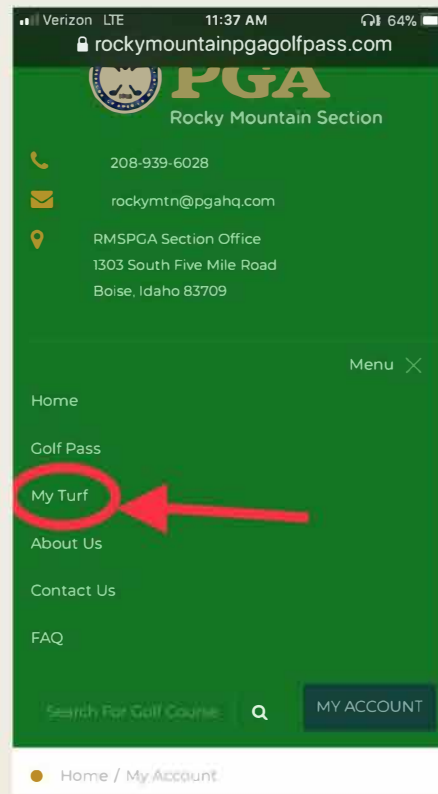 Verizon LTE 11:37 AM 64%
rockymountainpgagolfpass.com
PGA
Rocky Mountain Section
208-939-6028
rockymtn@pgahq.com
RMSPGA Section Office
1303 South Five Mile Road
Boise, Idaho 83709
Menu
Home
Golf Pass
My Turf
About Us
Contact Us
FAQ
Search For Golf Course
MY ACCOUNT
Home / My Account